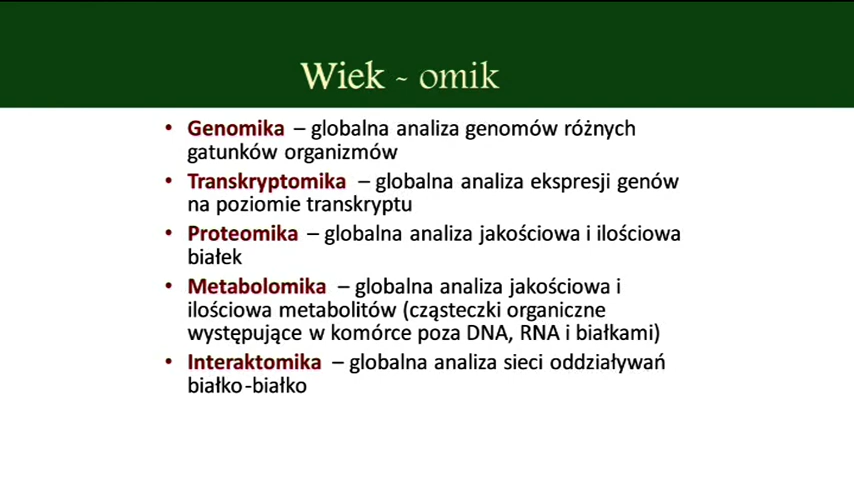 Wiek ~ omik
• Genomika – globalna analiza genomów różnych
gatunków organizmów
• Transkryptomika – globalna analiza ekspresji genów
na poziomie transkryptu
• Proteomika – globalna analiza jakościowa i ilościowa
białek
• Metabolomika – globalna analiza jakościowa i
ilościowa metabolitów (cząsteczki organiczne
występujące w komórce poza DNA, RNA i białkami)
• Interaktomika – globalna analiza sieci oddziaływań
białko-białko